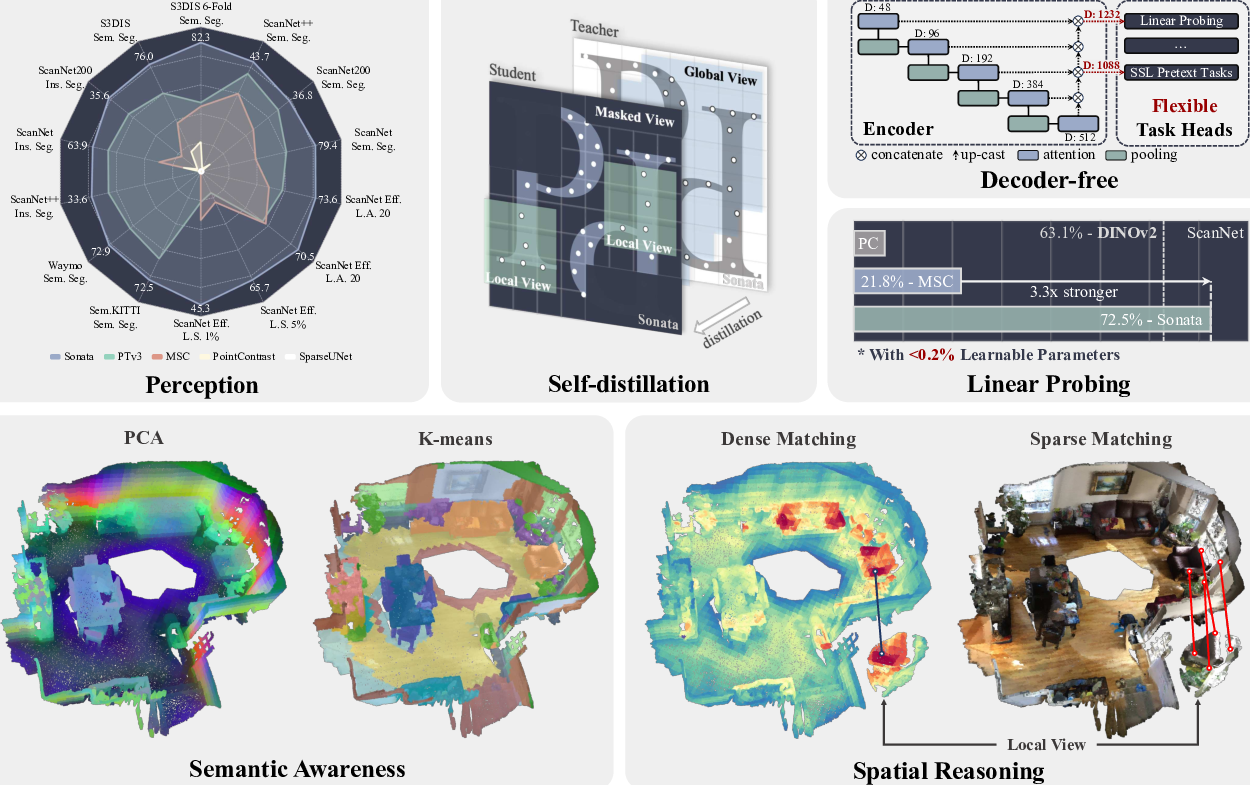 S3DIS 6-Fold
Sem. Seg.
82.3
ScanNet++
Sem. Seg.
43.7
ScanNet200
Sem. Seg.
36.8
ScanNet
Sem. Seg.
79.4
ScanNet Eff.
L.A. 20
73.6
ScanNet Eff.
L.A. 20
70.5
ScanNet Eff.
L.S. 5%
65.7
ScanNet Eff.
L.S. 1%
45.3
Sem.KITTI
Sem. Seg.
72.5
Waymo
Sem. Seg.
72.9
ScanNet++
Ins. Seg.
33.6
ScanNet
Ins. Seg.
63.9
ScanNet200
Ins. Seg.
35.6
S3DIS
Sem. Seg.
76.0
Sonata PTv3 MSC PointContrast SparseUNet
Perception
Teacher
Student
Global View
Masked View
Local View
Local View
Sonata
Sonata
distillation
Self-distillation
D: 48
D: 96
D: 192
D: 384
D: 512
D: 1232
D: 1088
Linear Probing
...
SSL Pretext Tasks
Encoder
Flexible
Task Heads
concatenate up-cast attention pooling
Decoder-free
63.1% - DINOv2 ScanNet
PC
21.8% - MSC
3.3x stronger
72.5% - Sonata
* With <0.2% Learnable Parameters
Linear Probing
PCA
K-means
Semantic Awareness
Dense Matching
Sparse Matching
Local View
Spatial Reasoning